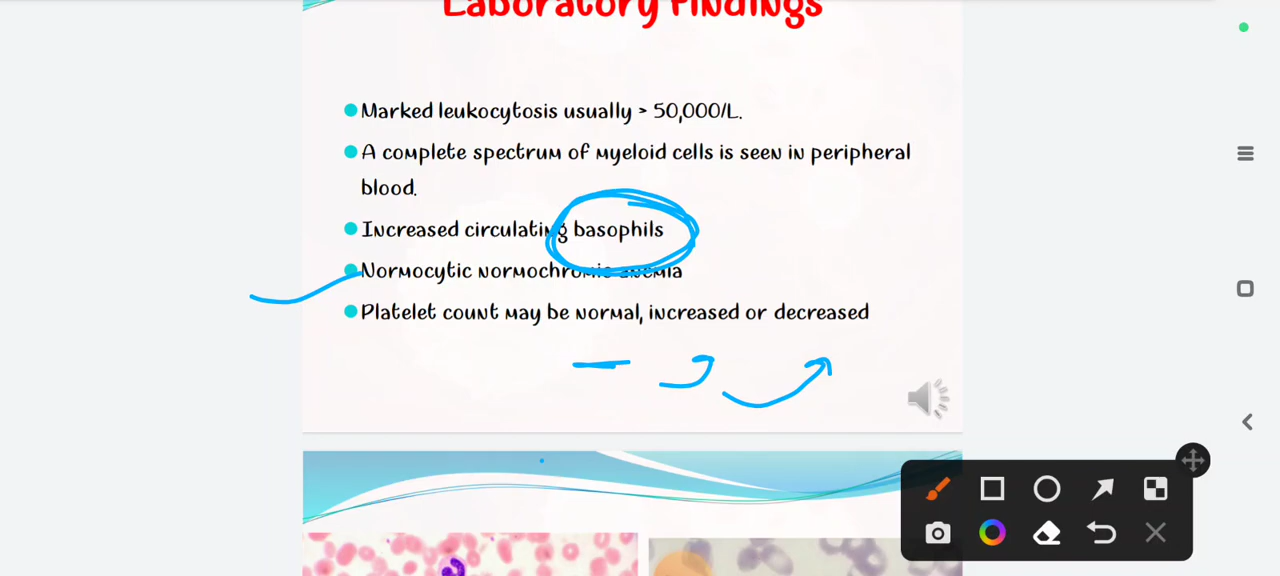 Laboratory Findings
Marked leukocytosis usually > 50,000/L.
A complete spectrum of myeloid cells is seen in peripheral
blood.
Increased circulating basophils
Normocytic normochromic anemia
Platelet count may be normal, increased or decreased